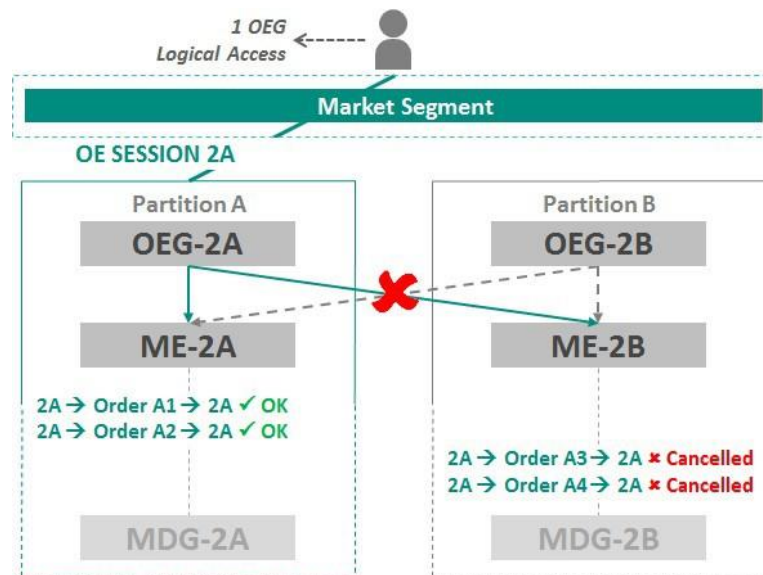 1 OEG
Logical Access
Market Segment
OE SESSION 2A
Partition A
Partition B
OEG-2A
OEG-2B
ME-2A
ME-2B
2A → Order A1 → 2A ✓ OK
2A → Order A2 → 2A ✓ OK
2A → Order A3 → 2A ✖ Cancelled
2A → Order A4 → 2A ✖ Cancelled
MDG-2A
MDG-2B